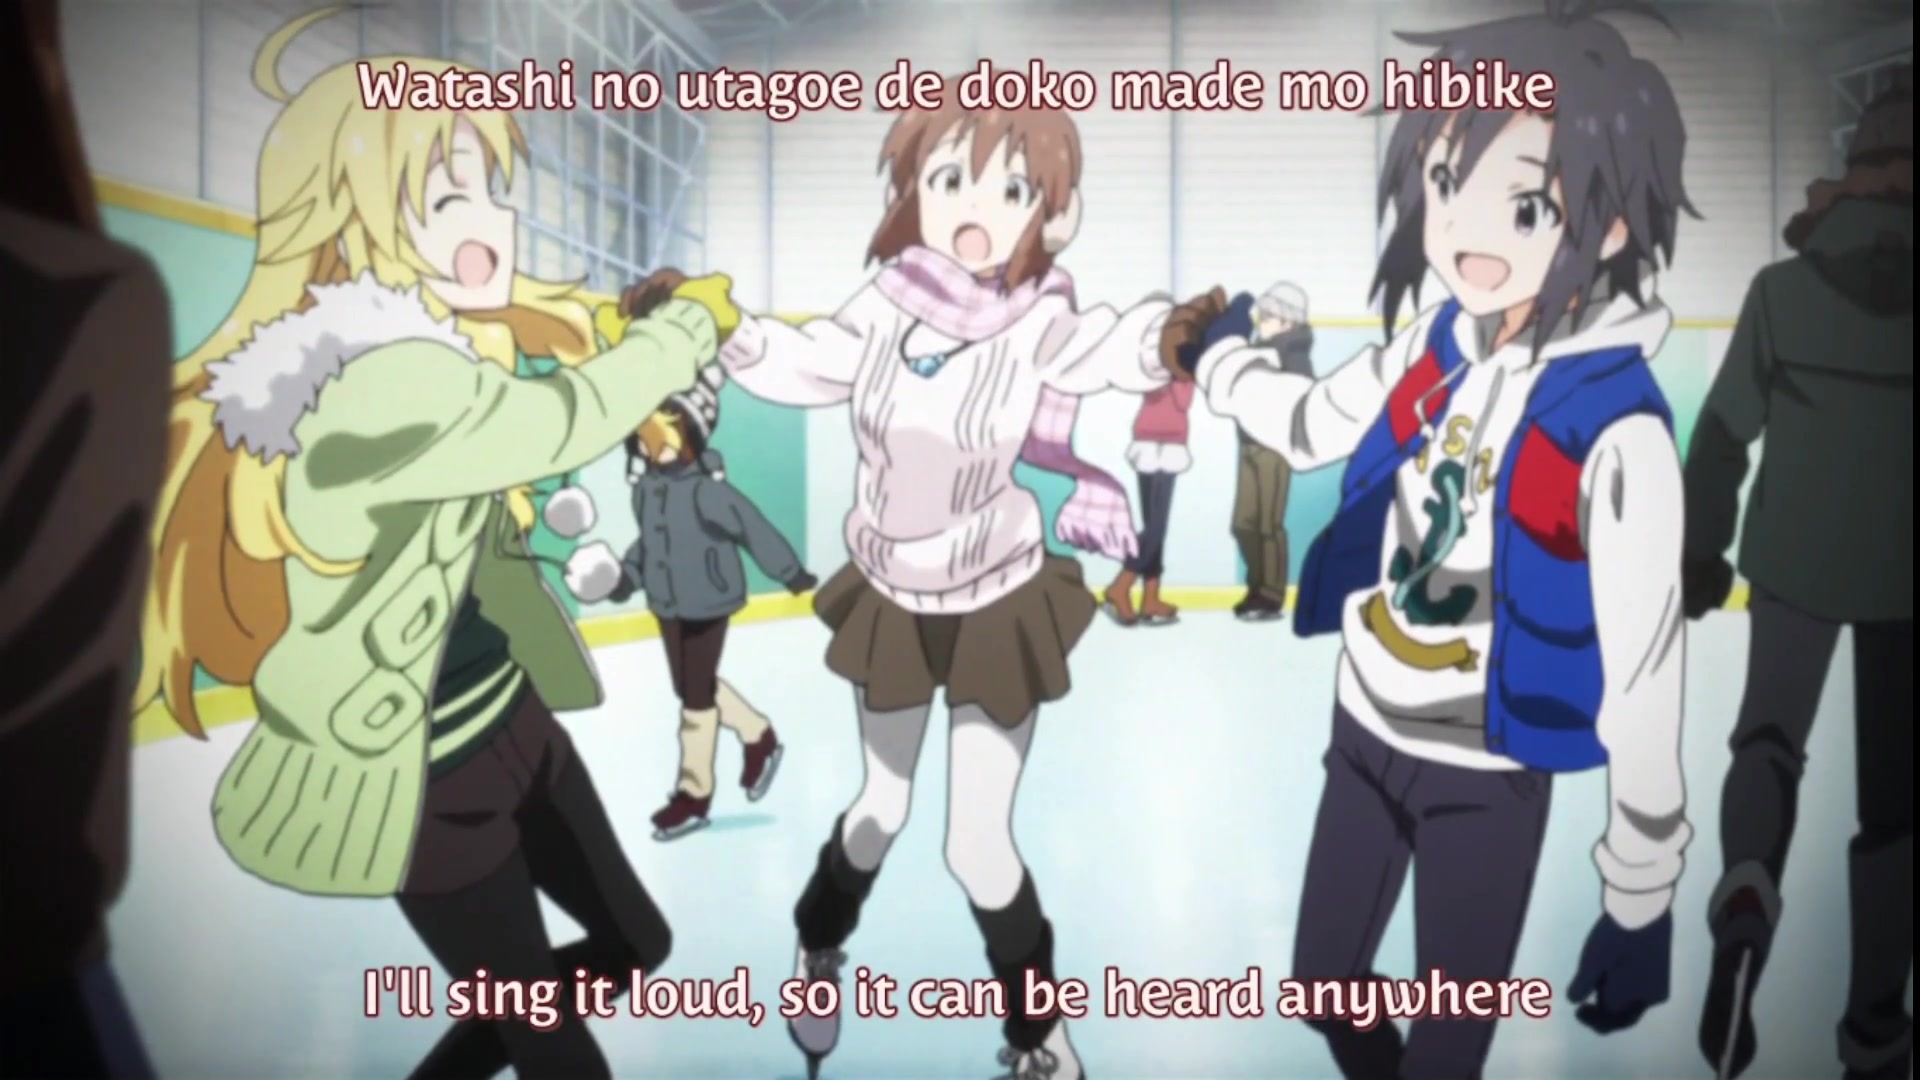 Watashi no utagoe de doko made mo hibike
I'll sing it loud, so it can be heard anywhere